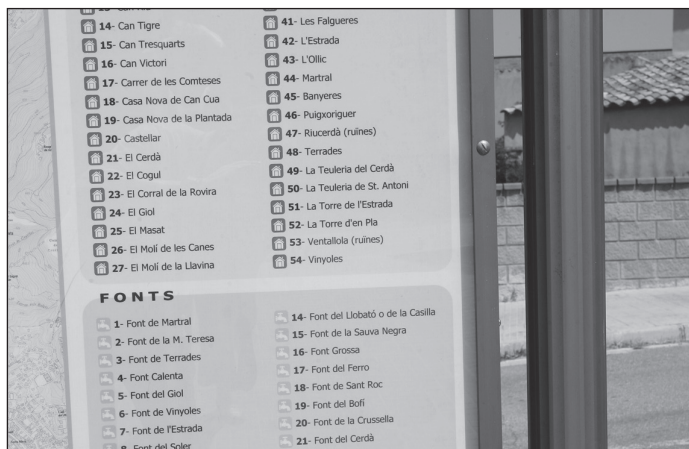 14- Can Tigre
15- Can Tresquarts
16- Can Victori
17- Carrer de les Comteses
18- Casa Nova de Can Cua
19- Casa Nova de la Plantada
20- Castellar
21- El Cerdà
22- El Cogul
23- El Corral de la Rovira
24- El Giol
25- El Masat
26- El Molí de les Canes
27- El Molí de la Llavina
41- Les Falgueres
42- L'Estrada
43- L'Ollic
44- Martral
45- Banyeres
46- Puigxoriguer
47- Riucerdà (ruïnes)
48- Terrades
49- La Teuleria del Cerdà
50- La Teuleria de St. Antoni
51- La Torre de l'Estrada
52- La Torre d'en Pla
53- Ventallola (ruïnes)
54- Vinyoles
FONTS
1- Font de Martral
2- Font de la M. Teresa
3- Font de Terrades
4- Font Calenta
5- Font del Giol
6- Font de Vinyoles
7- Font de l'Estrada
8- Font del Soler
14- Font del Llobató o de la Casilla
15- Font de la Sauva Negra
16- Font Grossa
17- Font del Ferro
18- Font de Sant Roc
19- Font del Bofí
20- Font de la Crussella
21- Font del Cerdà